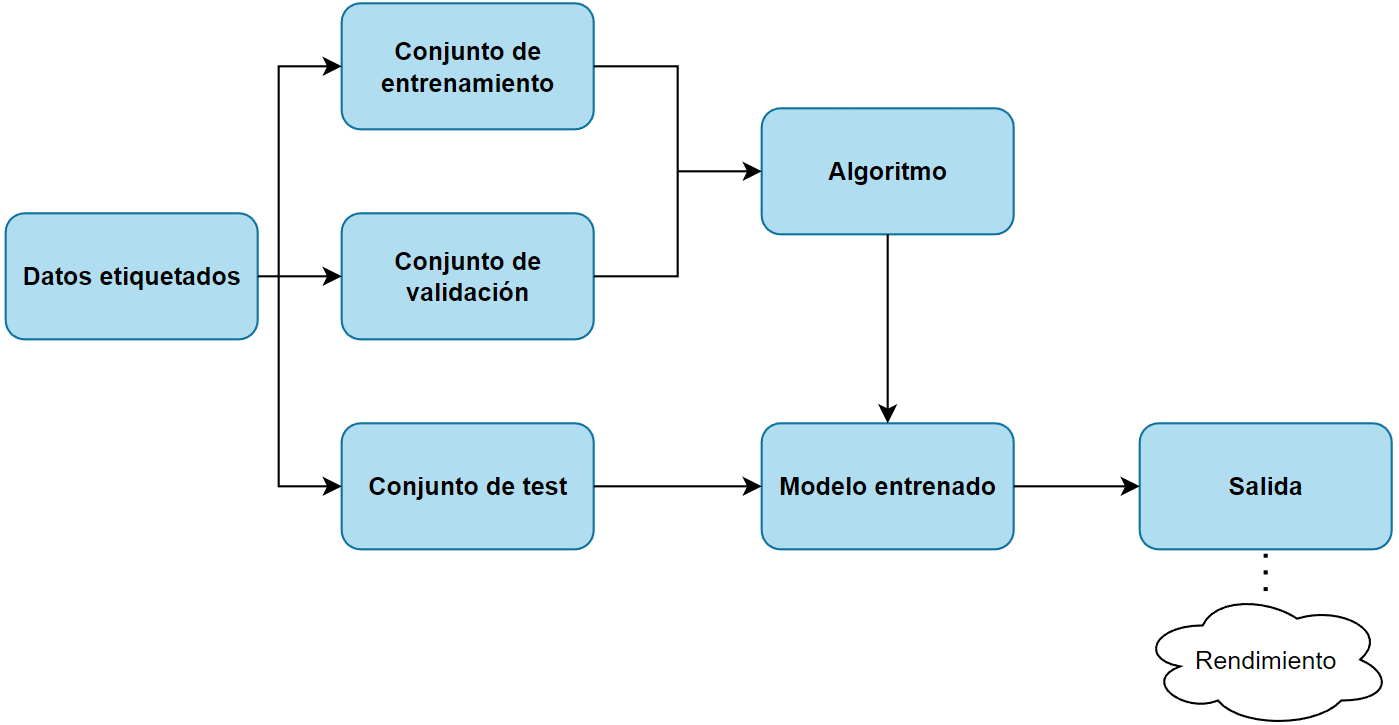 Conjunto de
entrenamiento
Algoritmo
Datos etiquetados
Conjunto de
validación
Conjunto de test
Modelo entrenado
Salida
Rendimiento